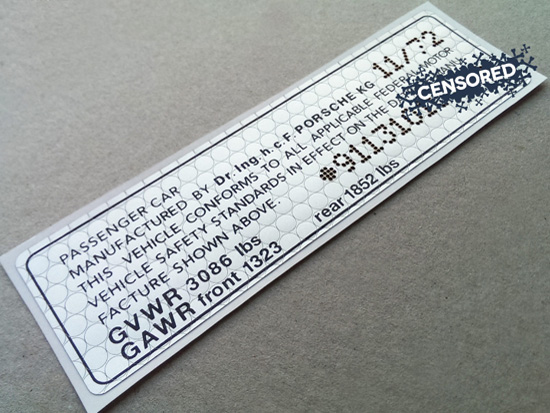 PASSENGER CAR
MANUFACTURED BY Dr.Ing.h.c.F. PORSCHE KG 11/72
THIS VEHICLE CONFORMS TO ALL APPLICABLE FEDERAL MOTOR
VEHICLE SAFETY STANDARDS IN EFFECT ON THE DATE OF MANU-
FACTURE SHOWN ABOVE.
GVWR 3086 lbs
GAWR front 1323 rear 1852 lbs
CENSORED